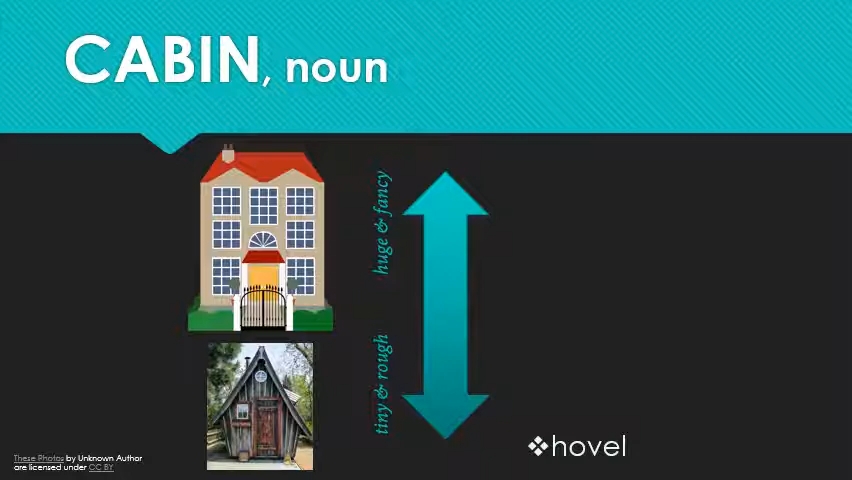 CABIN, noun
huge & fancy
tiny & rough
❖hovel
These Photos by Unknown Author
are licensed under CC BY